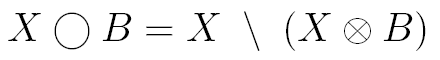 X ◯ B = X \ (X ⊗ B)